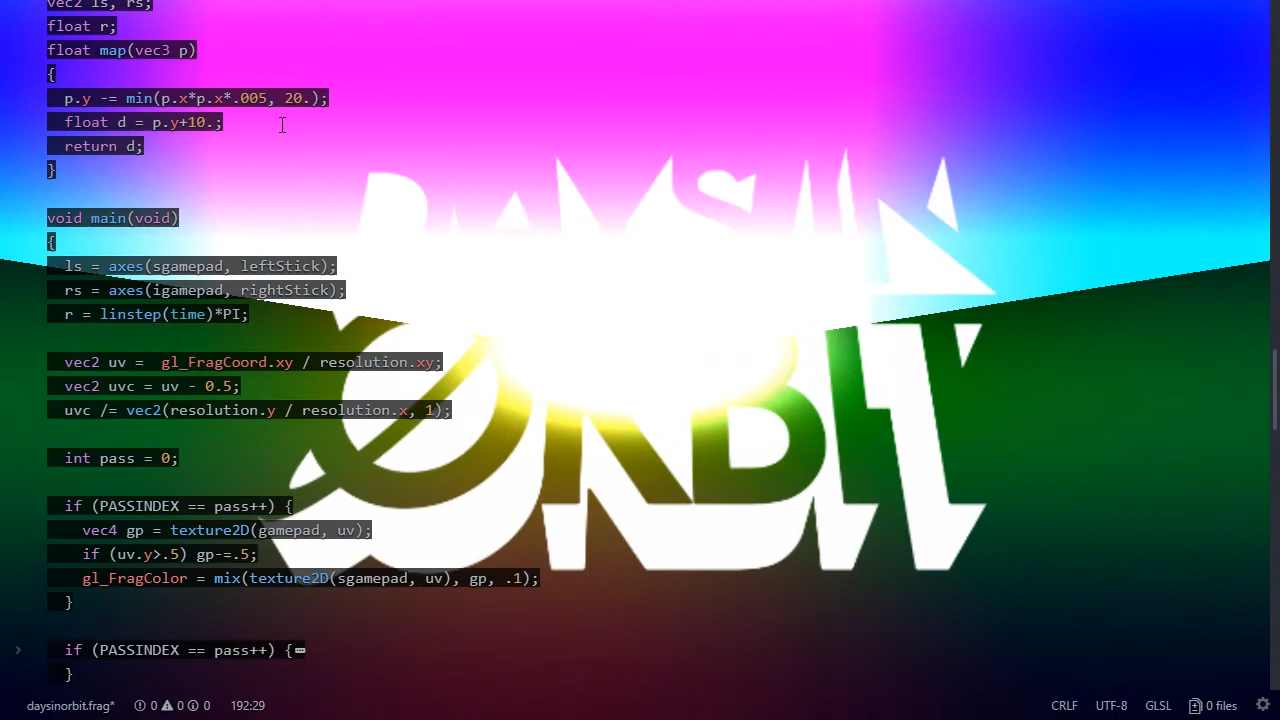 vec2 ls, rs;
float r;
float map(vec3 p)
{
p.y -= min(p.x*p.x*.005, 20.);
float d = p.y+10.;
return d;
}
void main(void)
{
ls = axes(sgamepad, leftStick);
rs = axes(igamepad, rightStick);
r = linstep(time)*PI;
vec2 uv =  gl_FragCoord.xy / resolution.xy;
vec2 uvc = uv - 0.5;
uvc /= vec2(resolution.y / resolution.x, 1);
int pass = 0;
if (PASSINDEX == pass++) {
vec4 gp = texture2D(gamepad, uv);
if (uv.y>.5) gp-=.5;
gl_FragColor = mix(texture2D(sgamepad, uv), gp, .1);
}
if (PASSINDEX == pass++) {
}
DAYS IN
ORBIT
daysinorbit.frag* 0 0 0 192:29 CRLF UTF-8 GLSL 0 files